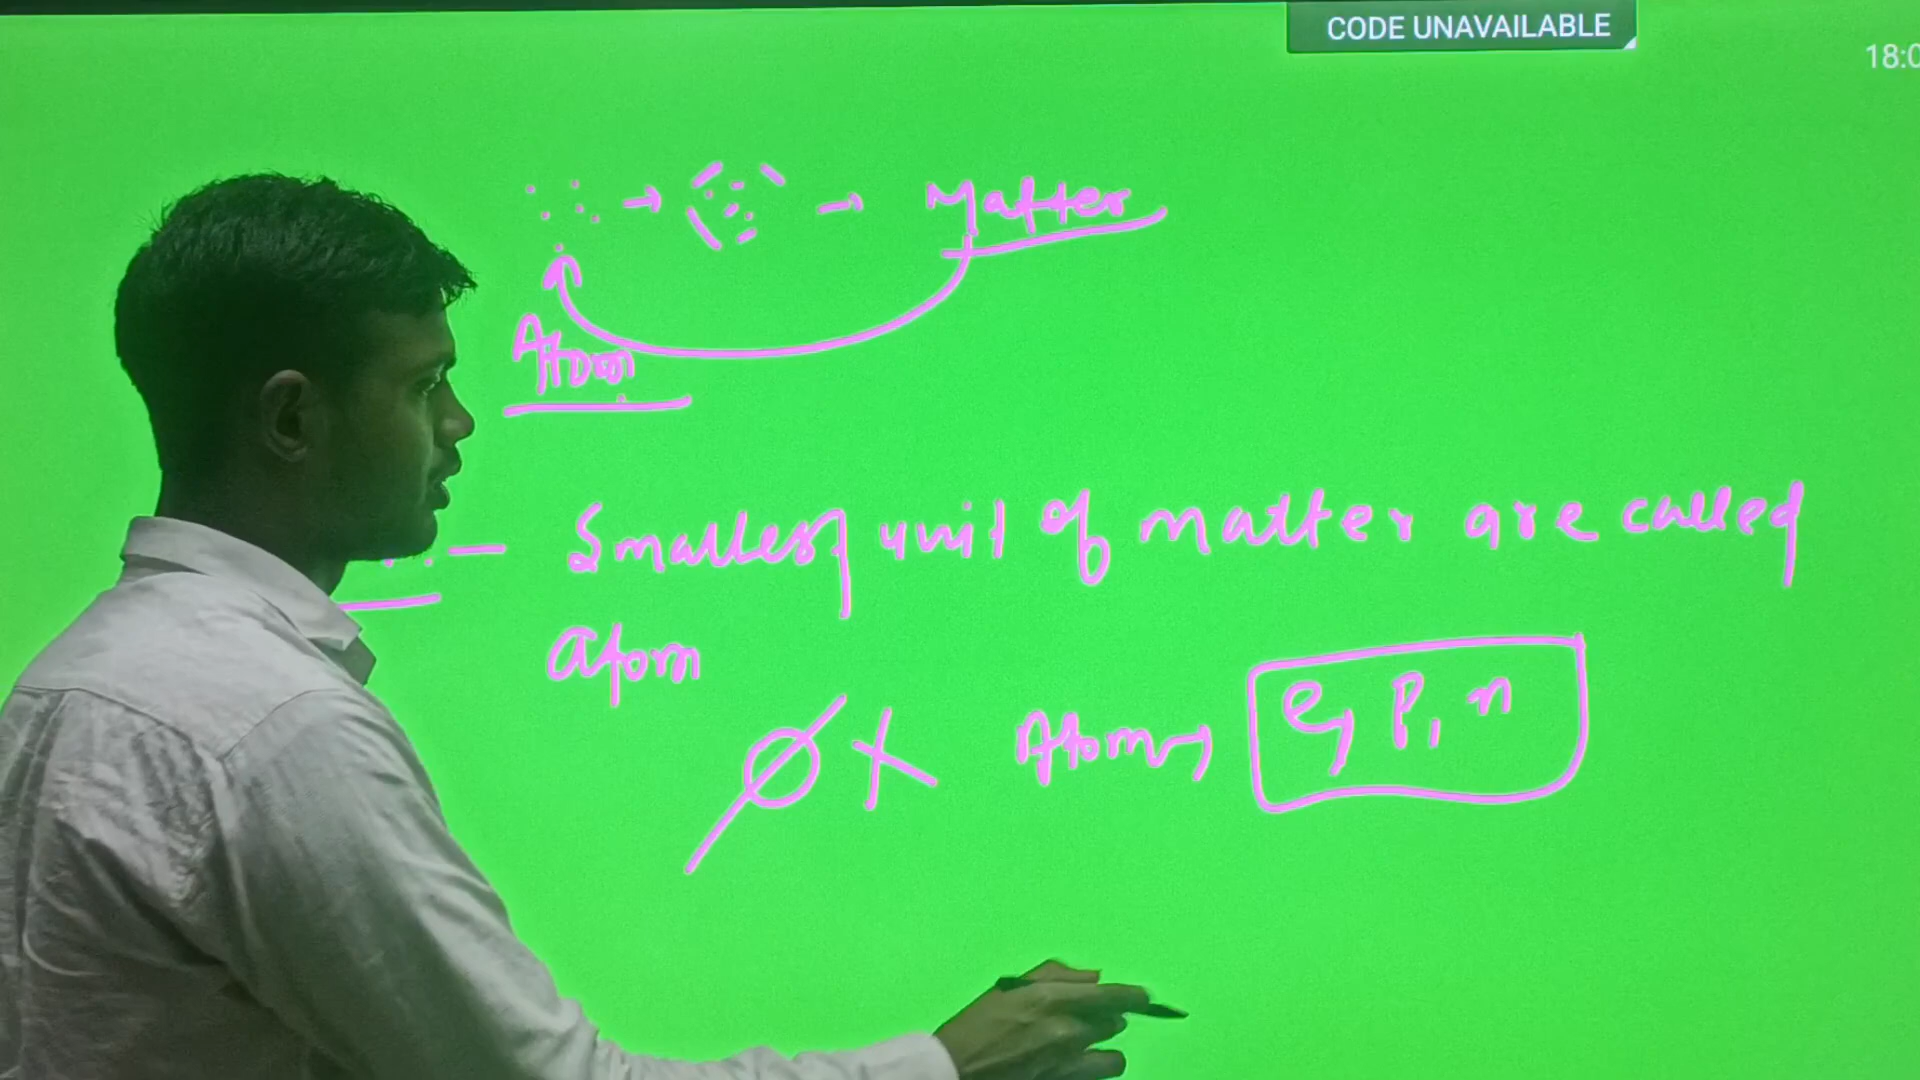 CODE UNAVAILABLE
18:0
→ → Matter
Atom
— Smallest unit of matter are called
atom
Atom → e, p, n